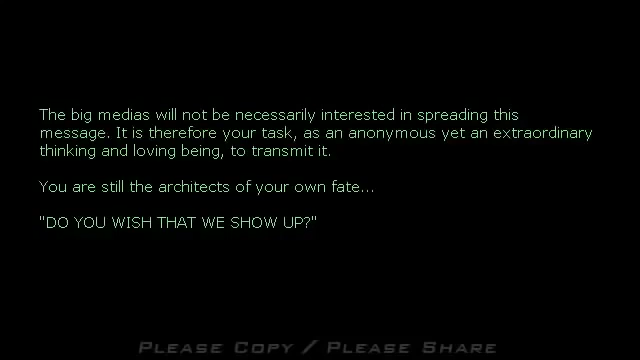 The big medias will not be necessarily interested in spreading this
message. It is therefore your task, as an anonymous yet an extraordinary
thinking and loving being, to transmit it.
You are still the architects of your own fate...
"DO YOU WISH THAT WE SHOW UP?"
Please Copy / Please Share